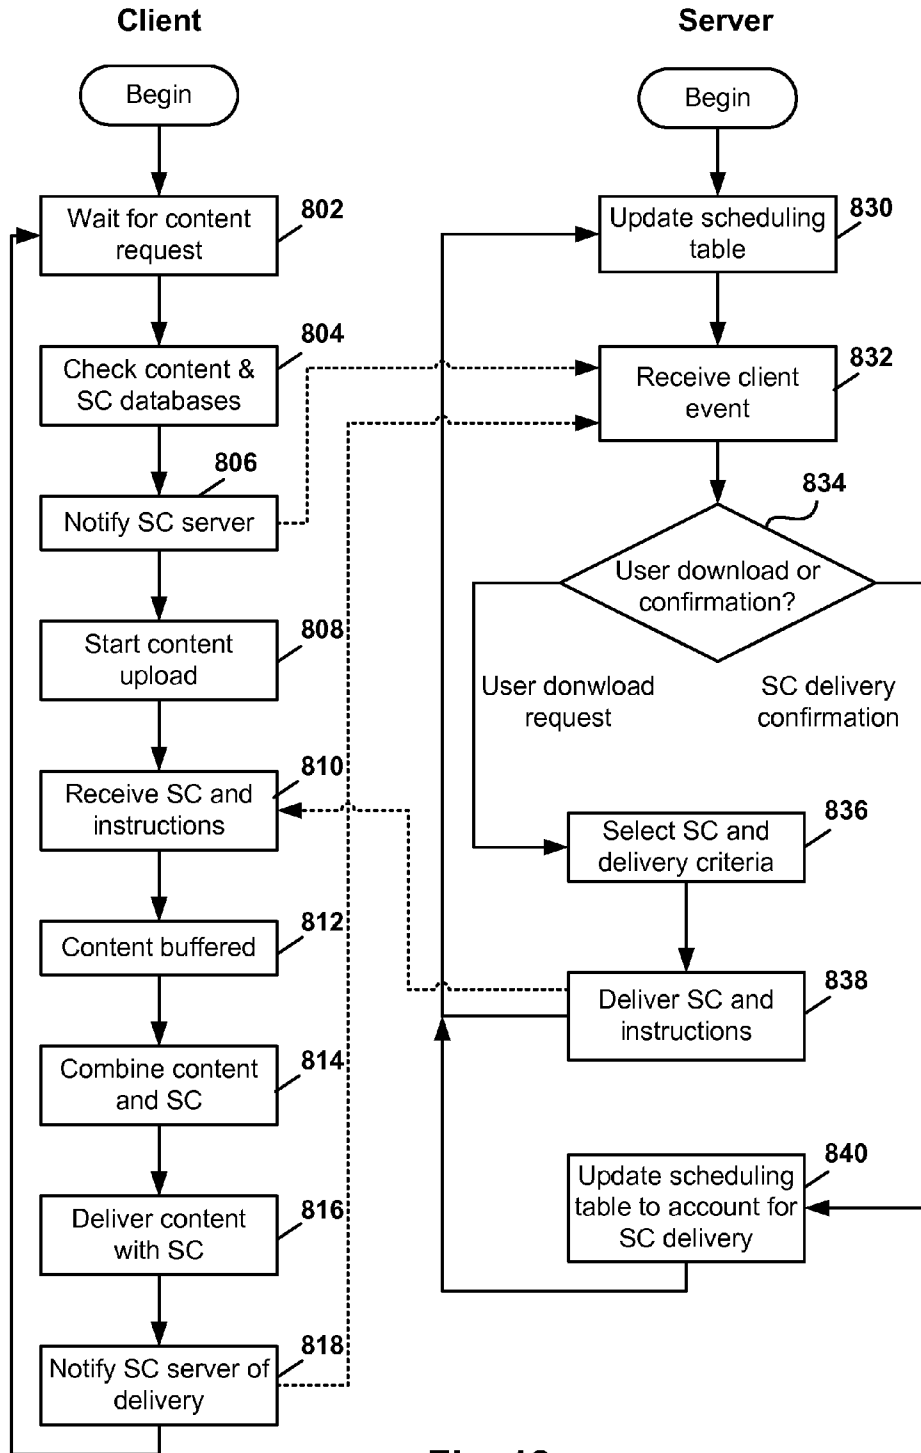 Client
Begin
Wait for content
request
802
Check content &
SC databases
804
806
Notify SC server
Start content
upload
808
Receive SC and
instructions
810
Content buffered
812
Combine content
and SC
814
Deliver content
with SC
816
Notify SC server of
delivery
818
Server
Begin
Update scheduling
table
830
Receive client
event
832
834
User download or
confirmation?
User donwload
request
SC delivery
confirmation
Select SC and
delivery criteria
836
Deliver SC and
instructions
838
Update scheduling
table to account for
SC delivery
840